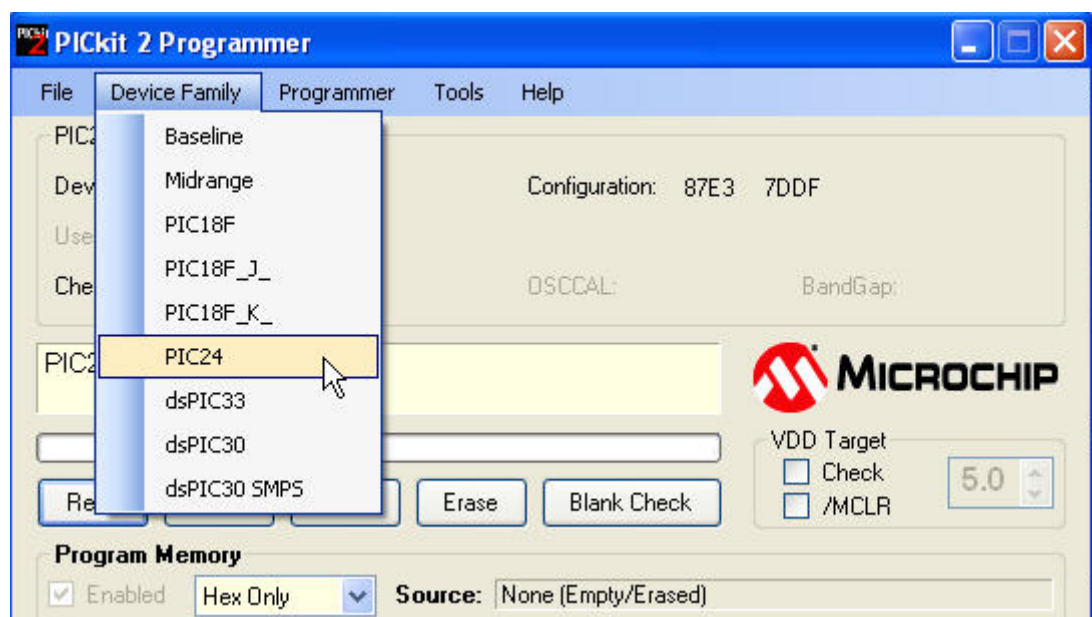 PICkit 2 Programmer
File Device Family Programmer Tools Help
Baseline
Midrange
PIC18F
PIC18F_J_
PIC18F_K_
PIC24
dsPIC33
dsPIC30
dsPIC30 SMPS
Configuration: 87E3 7DDF
OSCCAL: BandGap:
MICROCHIP
VDD Target
Check
/MCLR
5.0
Erase Blank Check
Program Memory
Enabled Hex Only Source: None (Empty/Erased)